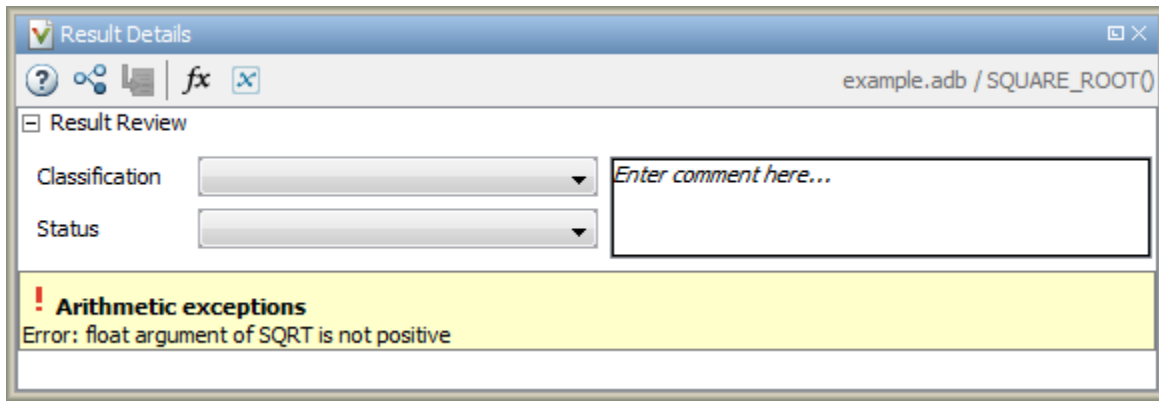 Result Details
fx x example.adb / SQUARE_ROOT()
Result Review
Classification
Enter comment here...
Status
! Arithmetic exceptions
Error: float argument of SQRT is not positive